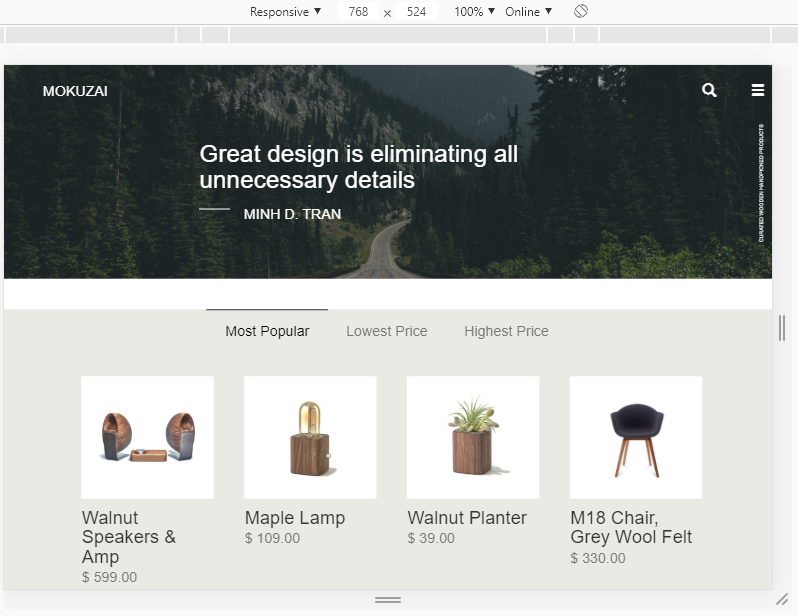 Responsive ▼ 768 × 524 100% ▼ Online ▼
MOKUZAI
CURATED WOODEN HANDPICKED PRODUCTS
Great design is eliminating all
unnecessary details
MINH D. TRAN
Most Popular Lowest Price Highest Price
Walnut
Speakers &
Amp
$ 599.00
Maple Lamp
$ 109.00
Walnut Planter
$ 39.00
M18 Chair,
Grey Wool Felt
$ 330.00